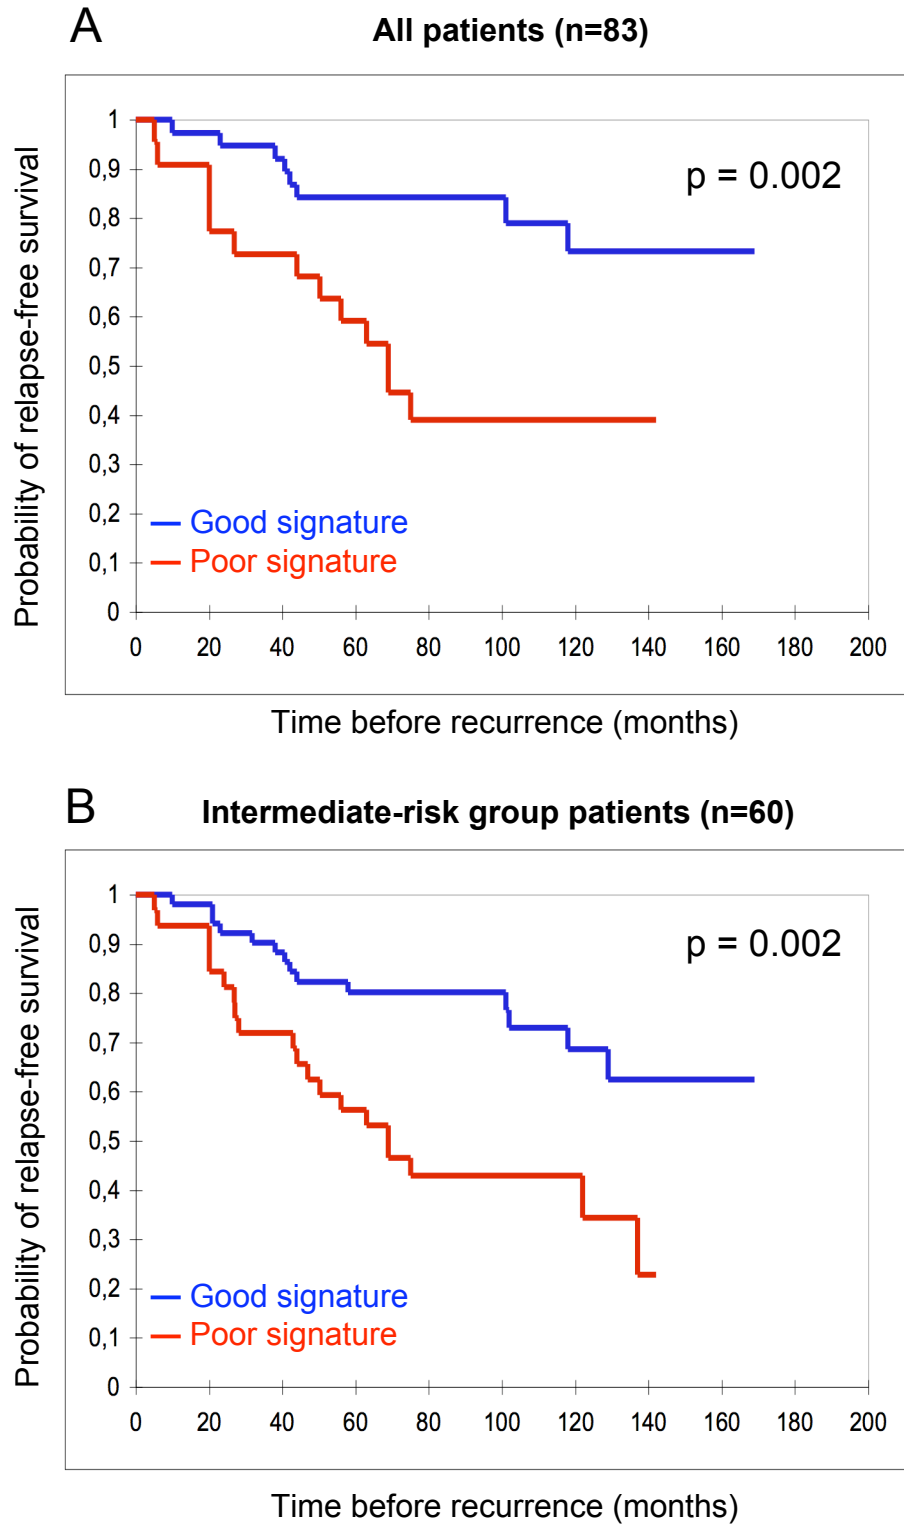 A
All patients (n=83)
Probability of relapse-free survival
1
0,9
0,8
0,7
0,6
0,5
0,4
0,3
0,2
0,1
0
p = 0.002
Good signature
Poor signature
0 20 40 60 80 100 120 140 160 180 200
Time before recurrence (months)
B
Intermediate-risk group patients (n=60)
Probability of relapse-free survival
1
0,9
0,8
0,7
0,6
0,5
0,4
0,3
0,2
0,1
0
p = 0.002
Good signature
Poor signature
0 20 40 60 80 100 120 140 160 180 200
Time before recurrence (months)